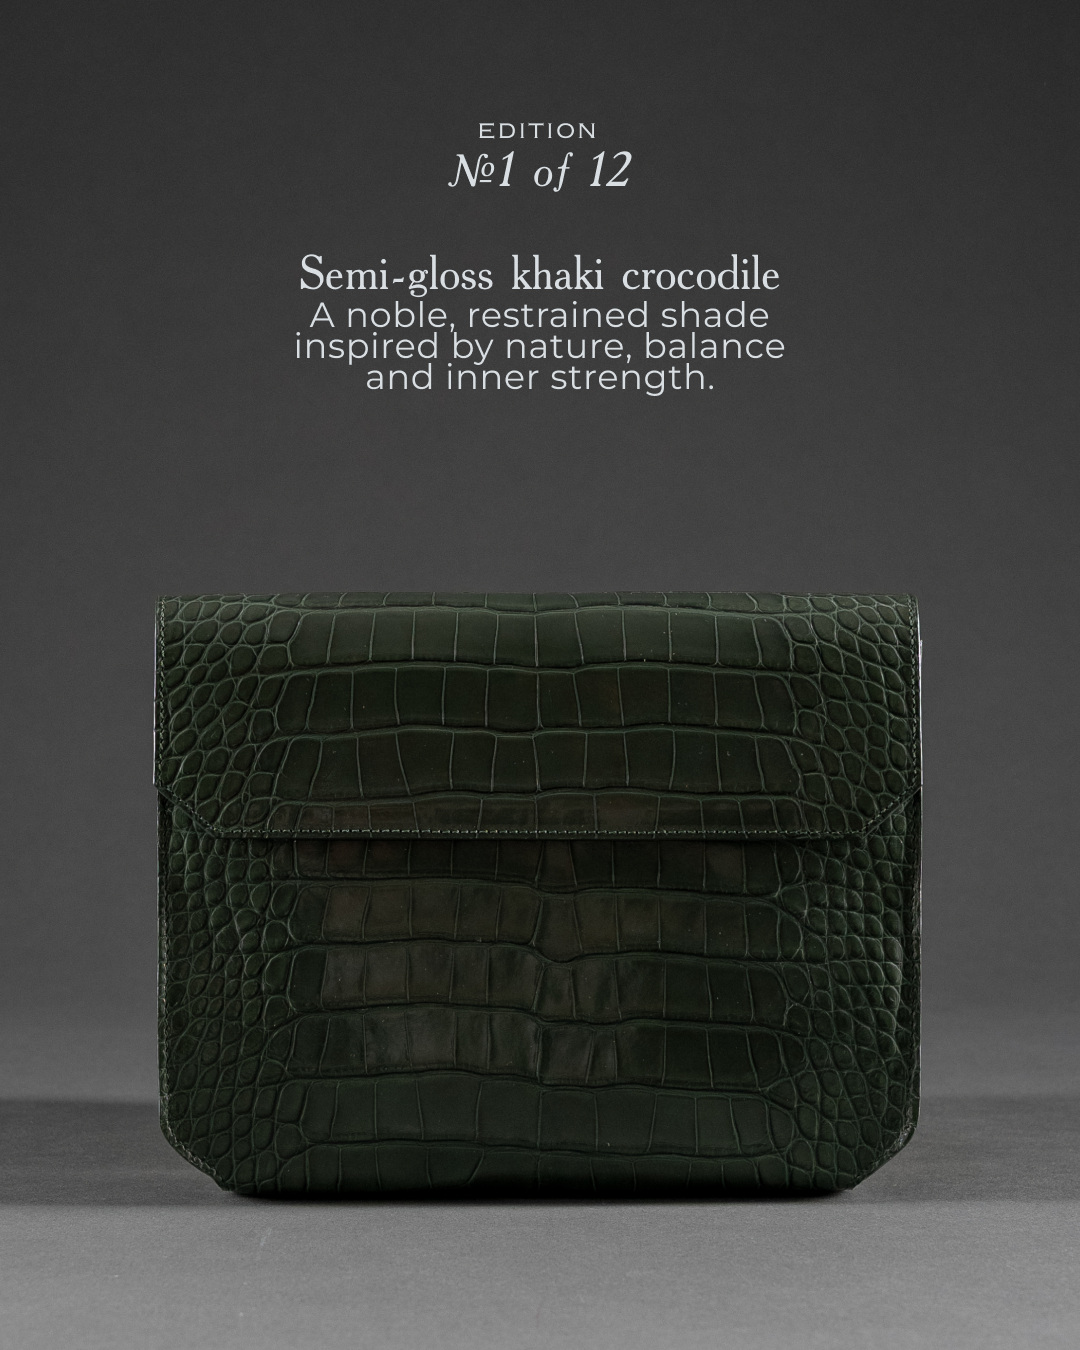 EDITION
№1 of 12
Semi-gloss khaki crocodile
A noble, restrained shade
inspired by nature, balance
and inner strength.